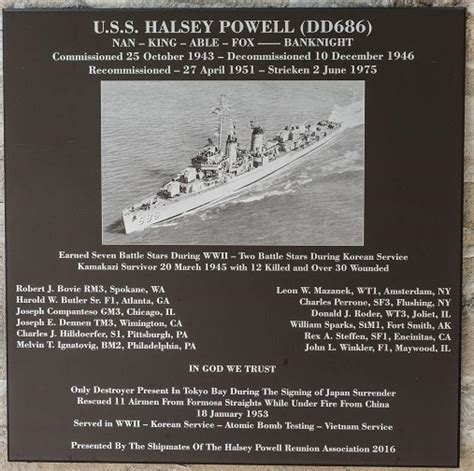 U.S.S. HALSEY POWELL (DD686)
NAN – KING – ABLE – FOX —— BANKNIGHT
Commissioned 25 October 1943 – Decommissioned 10 December 1946
Recommissioned – 27 April 1951 – Stricken 2 June 1975
686
Earned Seven Battle Stars During WWII – Two Battle Stars During Korean Service
Kamakazi Survivor 20 March 1945 with 12 Killed and Over 30 Wounded
Robert J. Bovie RM3, Spokane, WA
Harold W. Butler Sr. F1, Atlanta, GA
Joseph Companteso GM3, Chicago, Il
Joseph E. Dennen TM3, Wimington, CA
Charles J. Hilldoerfer, S1, Pittsburgh, PA
Melvin T. Ignatovig, BM2, Philadelphia, PA
Leon W. Mazanek, WT1, Amsterdam, NY
Charles Perrone, SF3, Flushing, NY
Donald J. Roder, WT3, Joliet, Il
William Sparks, StM1, Fort Smith, AK
Rex A. Steffen, SF1, Encinitas, CA
John L. Winkler, F1, Maywood, IL
IN GOD WE TRUST
Only Destroyer Present In Tokyo Bay During The Signing of Japan Surrender
Rescued 11 Airmen From Formosa Straights While Under Fire From China
18 January 1953
Served in WWII – Korean Service – Atomic Bomb Testing – Vietnam Service
Presented By The Shipmates Of The Halsey Powell Reunion Association 2016